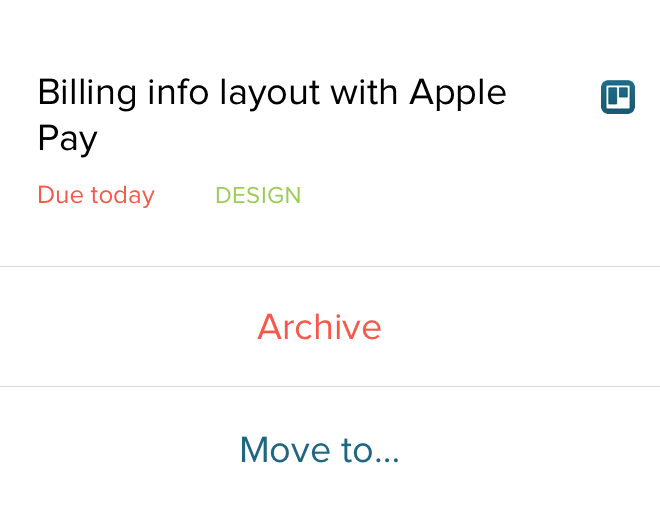 Billing info layout with Apple
Pay
Due today
DESIGN
Archive
Move to...